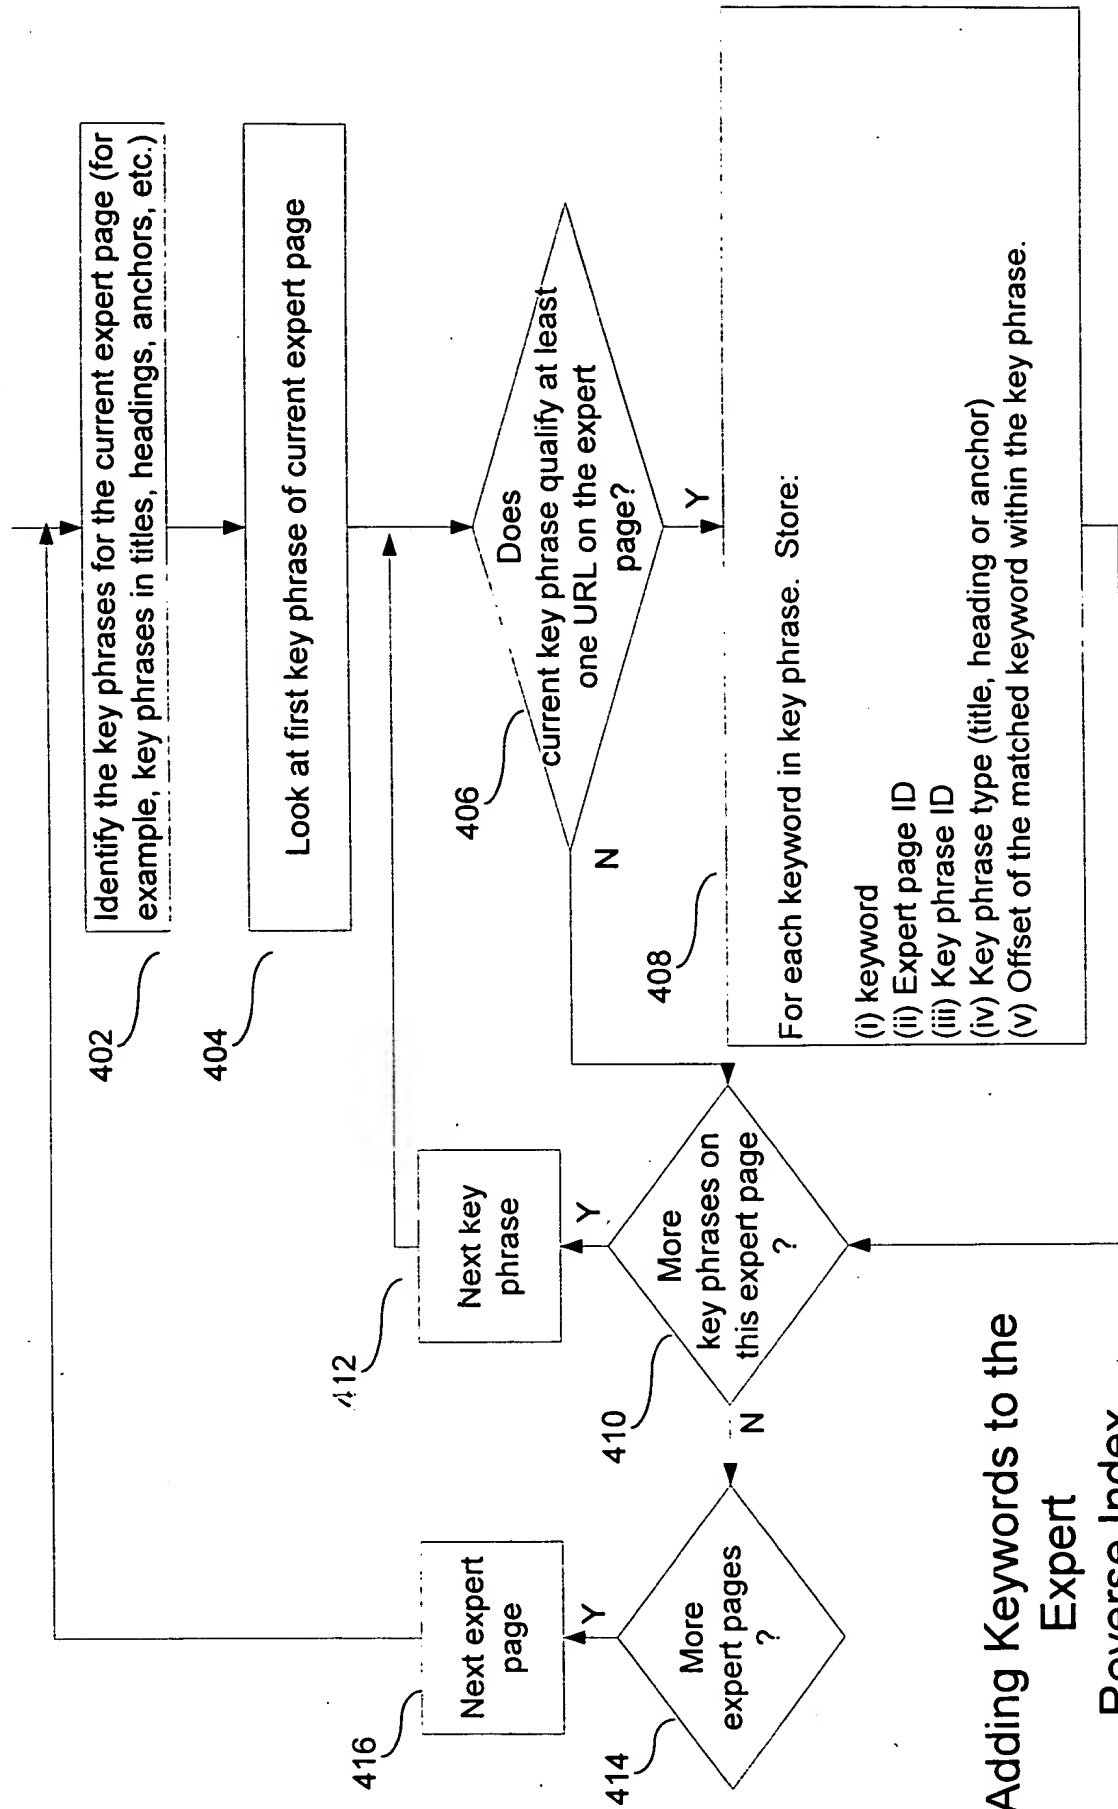 Identify the key phrases for the current expert page (for
example, key phrases in titles, headings, anchors, etc.)
402
Look at first key phrase of current expert page
404
Does
current key phrase qualify at least
one URL on the expert
page?
406
Y
N
For each keyword in key phrase. Store:
(i) keyword
(ii) Expert page ID
(iii) Key phrase ID
(iv) Key phrase type (title, heading or anchor)
(v) Offset of the matched keyword within the key phrase.
408
Next key
phrase
412
Y
More
key phrases on
this expert page
?
410
N
Next expert
page
416
Y
More
expert pages
?
414
Adding Keywords to the
Expert
Reverse Index